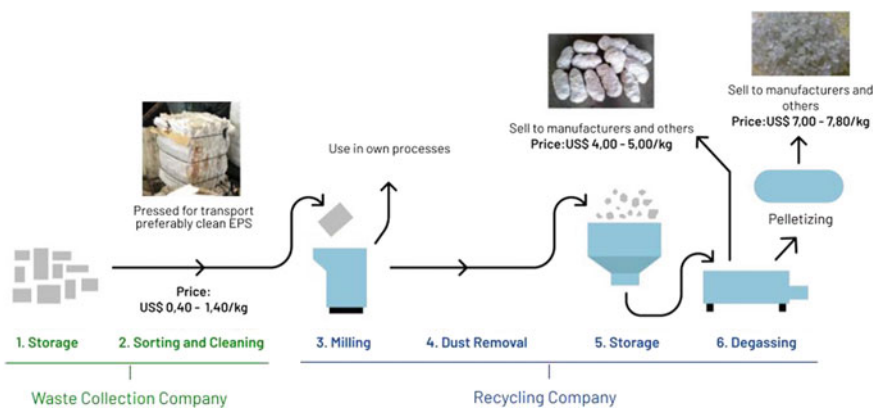 Sell to manufacturers and
others
Price:US$ 7,00 - 7,80/kg
Sell to manufacturers and others
Price:US$ 4,00 - 5,00/kg
Use in own processes
Pressed for transport
preferably clean EPS
Pelletizing
Price:
US$ 0,40 - 1,40/kg
1. Storage
2. Sorting and Cleaning
3. Milling
4. Dust Removal
5. Storage
6. Degassing
Waste Collection Company
Recycling Company